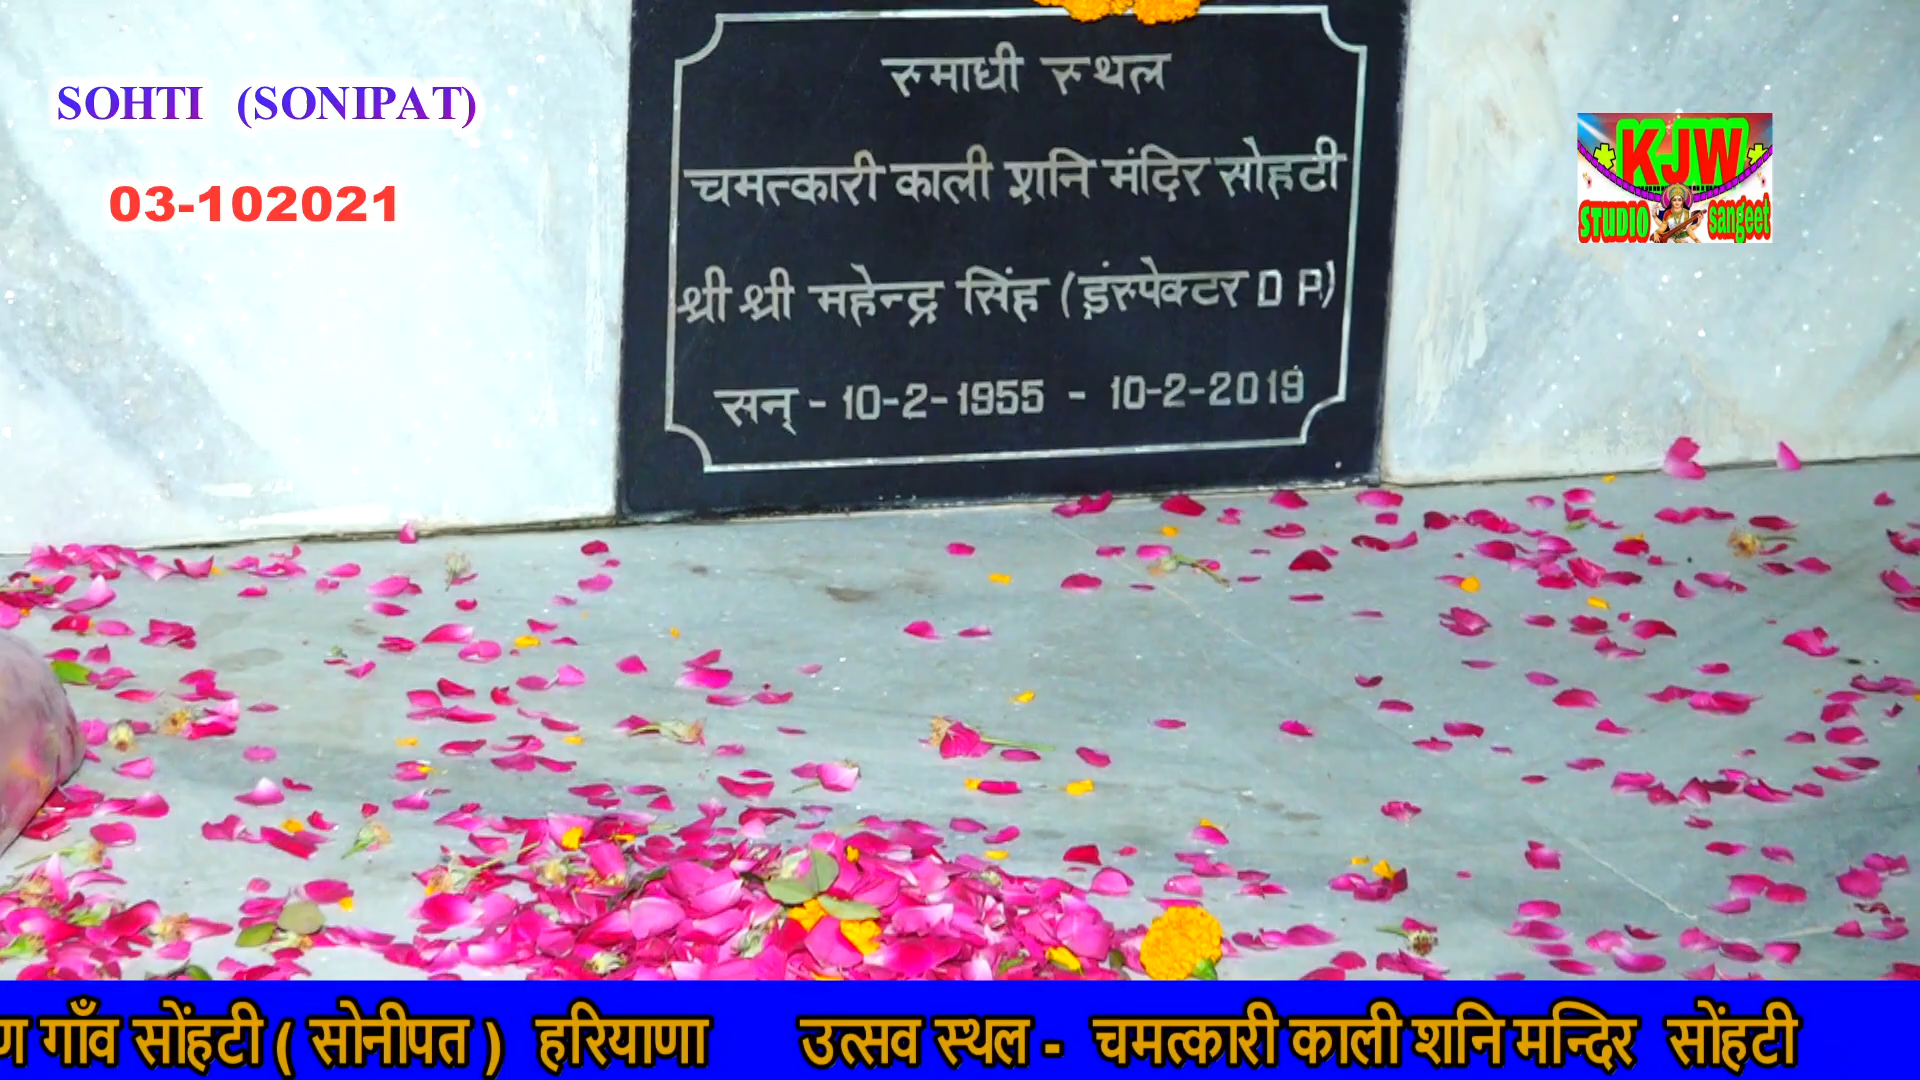 समाधी स्थल
चमत्कारी काली शनि मंदिर सोहटी
श्री श्री महेन्द्र सिंह (इंस्पेक्टर D P.)
सन् - 10-2-1955 - 10-2-2019
SOHTI (SONIPAT)
03-102021
KJW
STUDIO sangeet
ण गाँव सोंहटी ( सोनीपत ) हरियाणा उत्सव स्थल - चमत्कारी काली शनि मन्दिर सोंहटी